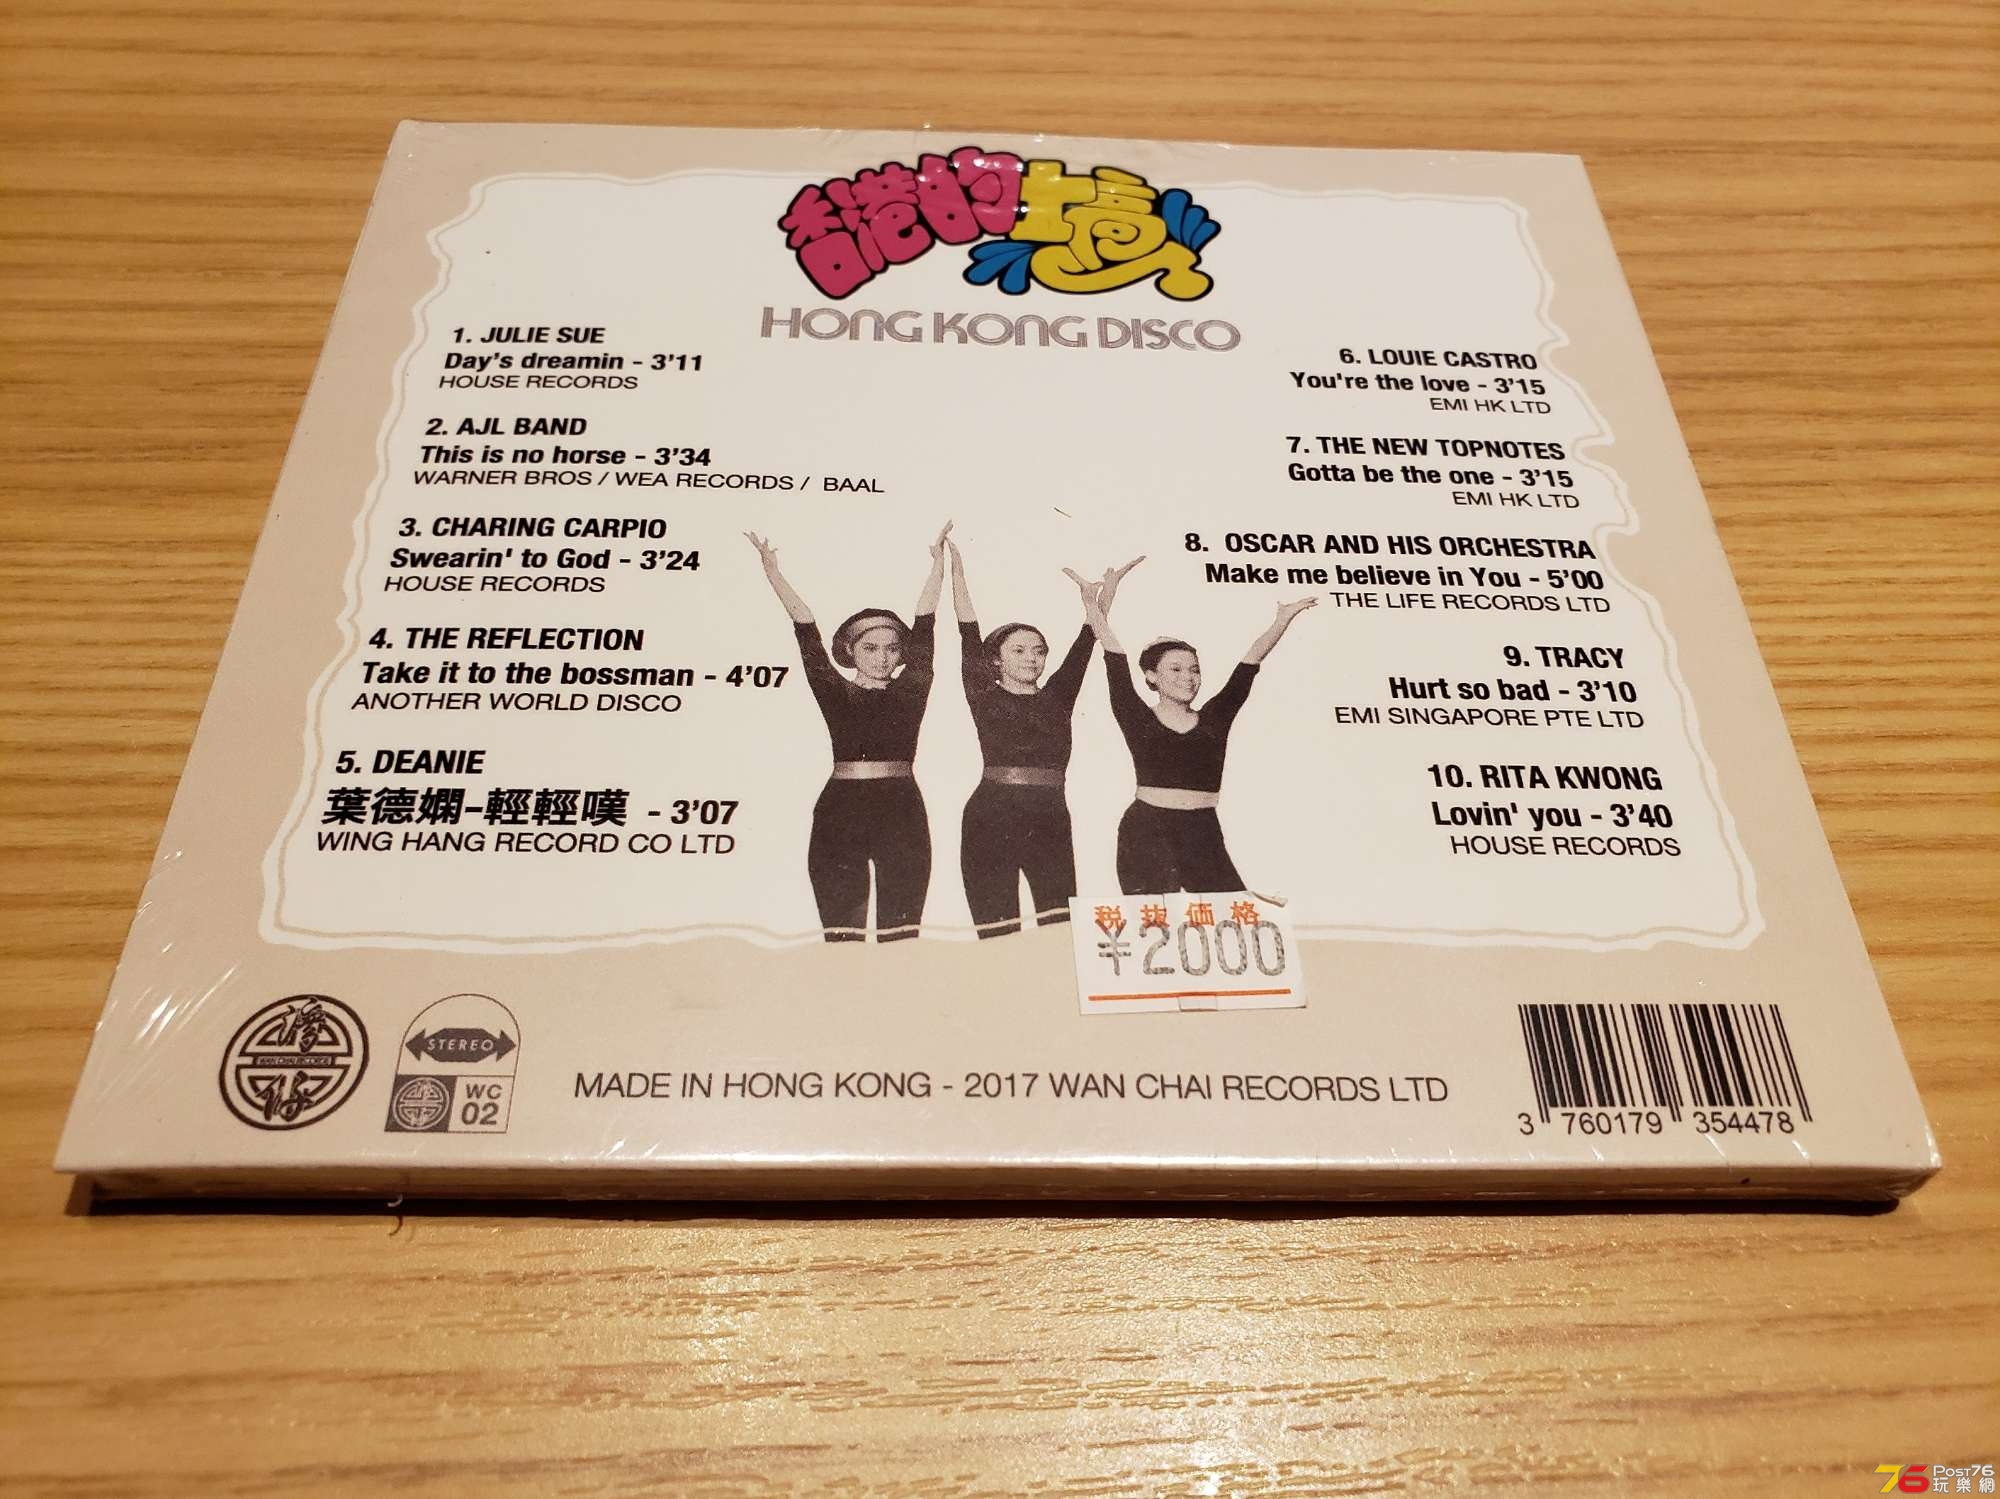 香港的士高
HONG KONG DISCO
1. JULIE SUE
Day's dreamin - 3'11
HOUSE RECORDS
2. AJL BAND
This is no horse - 3'34
WARNER BROS / WEA RECORDS / BAAL
3. CHARING CARPIO
Swearin' to God - 3'24
HOUSE RECORDS
4. THE REFLECTION
Take it to the bossman - 4'07
ANOTHER WORLD DISCO
5. DEANIE
葉德嫻-輕輕嘆 - 3'07
WING HANG RECORD CO LTD
6. LOUIE CASTRO
You're the love - 3'15
EMI HK LTD
7. THE NEW TOPNOTES
Gotta be the one - 3'15
EMI HK LTD
8. OSCAR AND HIS ORCHESTRA
Make me believe in You - 5'00
THE LIFE RECORDS LTD
9. TRACY
Hurt so bad - 3'10
EMI SINGAPORE PTE LTD
10. RITA KWONG
Lovin' you - 3'40
HOUSE RECORDS
税抜価格
¥2000
WAN CHAI RECORDS
STEREO
WC
02
MADE IN HONG KONG - 2017 WAN CHAI RECORDS LTD
3 760179 354478
76 POST76
玩樂網